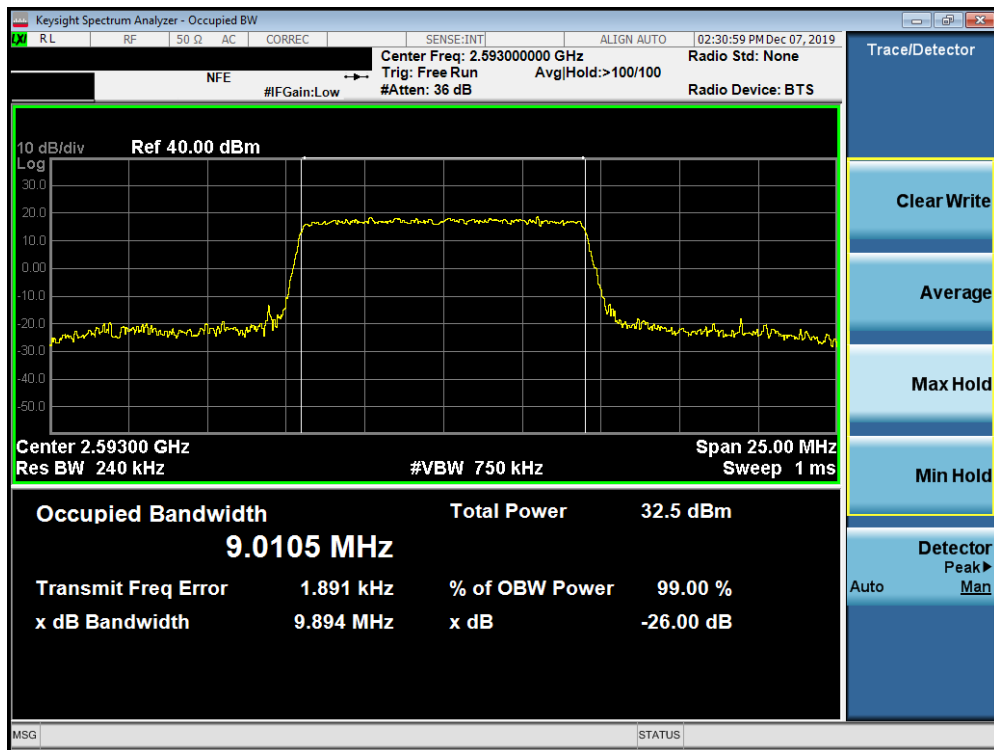 Keysight Spectrum Analyzer - Occupied BW
LXI RL RF 50 Ω AC CORREC SENSE:INT ALIGN AUTO 02:30:59 PM Dec 07, 2019
Center Freq: 2.593000000 GHz Radio Std: None
NFE Trig: Free Run Avg|Hold:>100/100
#IFGain:Low #Atten: 36 dB Radio Device: BTS
Trace/Detector
10 dB/div Ref 40.00 dBm
Log
30.0
20.0
10.0
0.00
-10.0
-20.0
-30.0
-40.0
-50.0
Center 2.59300 GHz Span 25.00 MHz
Res BW 240 kHz #VBW 750 kHz Sweep 1 ms
Occupied Bandwidth Total Power 32.5 dBm
9.0105 MHz
Transmit Freq Error 1.891 kHz % of OBW Power 99.00 %
x dB Bandwidth 9.894 MHz x dB -26.00 dB
Clear Write
Average
Max Hold
Min Hold
Detector
Peak▶
Auto Man
MSG STATUS